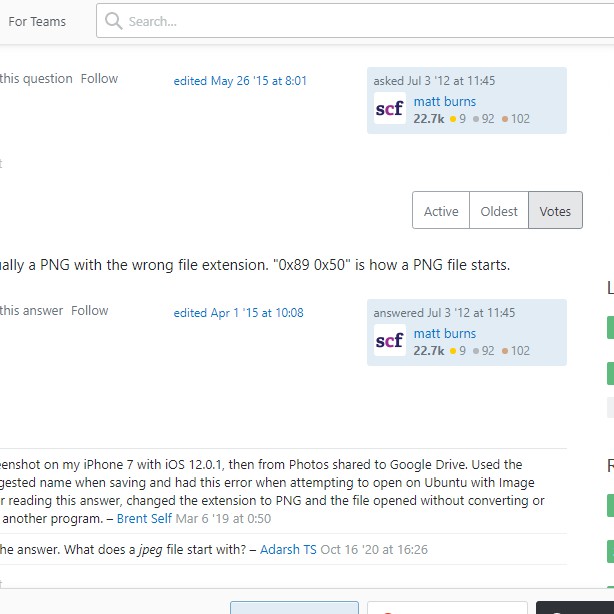 For Teams
Search...
this question Follow
edited May 26 '15 at 8:01
asked Jul 3 '12 at 11:45
scf
matt burns
22.7k 9 92 102
Active Oldest Votes
ually a PNG with the wrong file extension. "0x89 0x50" is how a PNG file starts.
this answer Follow
edited Apr 1 '15 at 10:08
answered Jul 3 '12 at 11:45
scf
matt burns
22.7k 9 92 102
eenshot on my iPhone 7 with iOS 12.0.1, then from Photos shared to Google Drive. Used the
gested name when saving and had this error when attempting to open on Ubuntu with Image
r reading this answer, changed the extension to PNG and the file opened without converting or
another program. – Brent Self Mar 6 '19 at 0:50
he answer. What does a jpeg file start with? – Adarsh TS Oct 16 '20 at 16:26